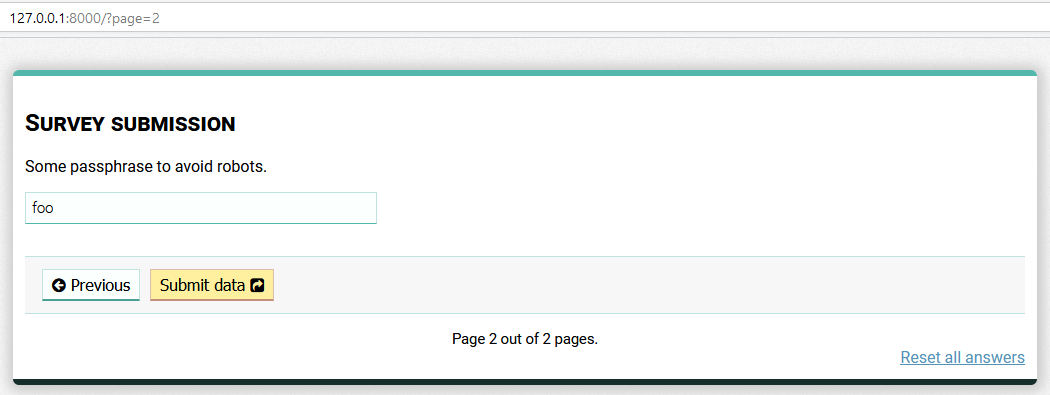 127.0.0.1:8000/?page=2
Survey submission
Some passphrase to avoid robots.
foo
Previous Submit data
Page 2 out of 2 pages.
Reset all answers